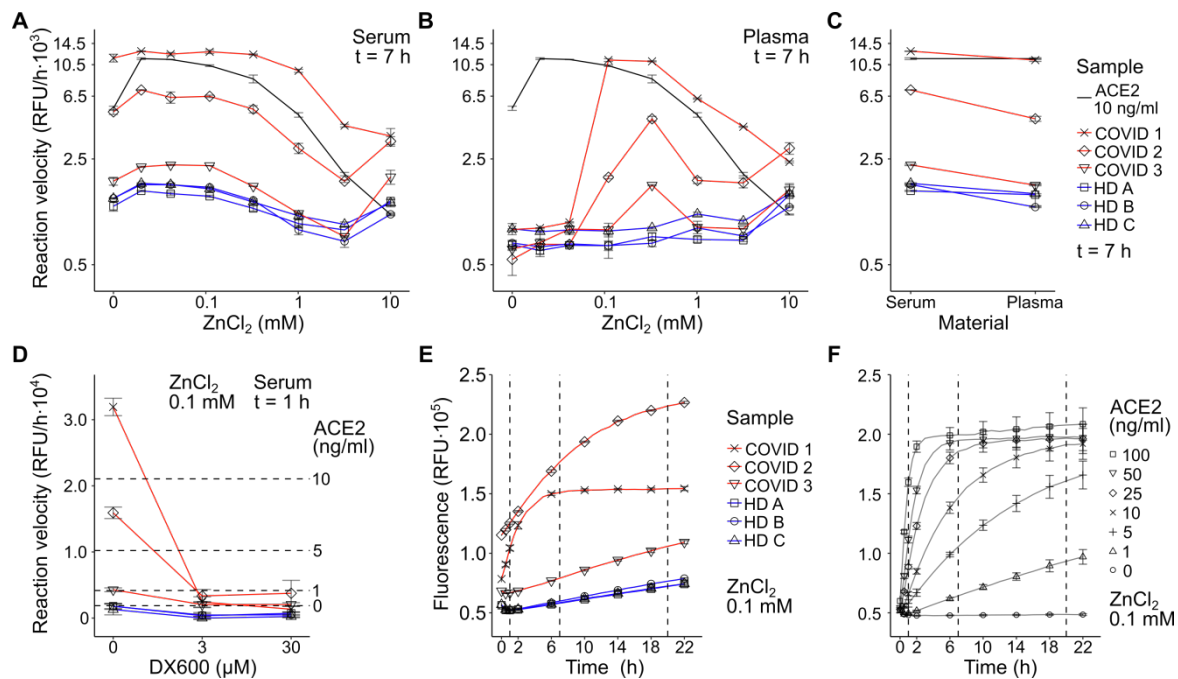 A
Serum
t = 7 h
Reaction velocity (RFU/h·10³)
14.5
10.5
6.5
2.5
0.5
0
0.1
1
10
ZnCl₂ (mM)
B
Plasma
t = 7 h
14.5
10.5
6.5
2.5
0.5
0
0.1
1
10
ZnCl₂ (mM)
C
14.5
10.5
6.5
2.5
0.5
Serum
Plasma
Material
Sample
ACE2
10 ng/ml
COVID 1
COVID 2
COVID 3
HD A
HD B
HD C
t = 7 h
D
ZnCl₂
0.1 mM
Serum
t = 1 h
ACE2
(ng/ml)
10
5
1
0
Reaction velocity (RFU/h·10⁴)
3.0
2.0
1.0
0
0
3
30
DX600 (µM)
E
Fluorescence (RFU·10⁵)
2.5
2.0
1.5
1.0
0.5
0
2
6
10
14
18
22
Time (h)
Sample
COVID 1
COVID 2
COVID 3
HD A
HD B
HD C
ZnCl₂
0.1 mM
F
2.5
2.0
1.5
1.0
0.5
0
2
6
10
14
18
22
Time (h)
ACE2
(ng/ml)
100
50
25
10
5
1
0
ZnCl₂
0.1 mM